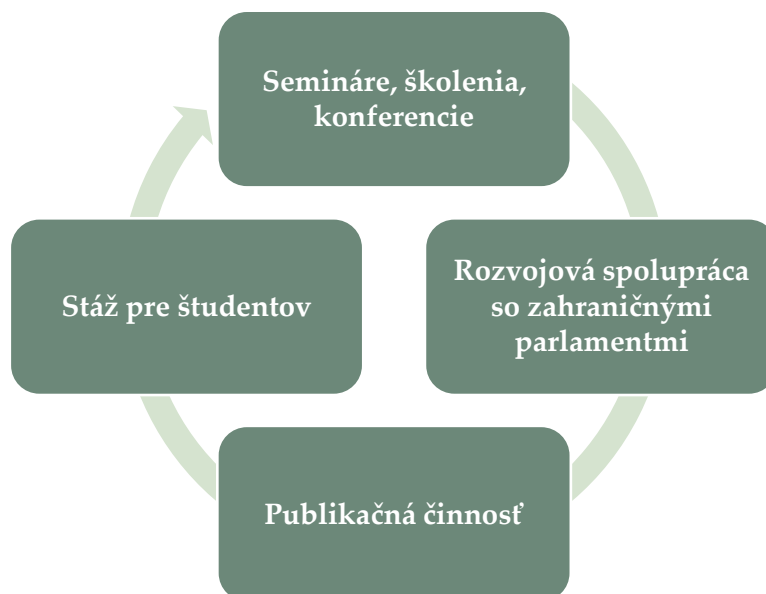 Semináre, školenia,
konferencie
Stáž pre študentov
Rozvojová spolupráca
so zahraničnými
parlamentmi
Publikačná činnosť